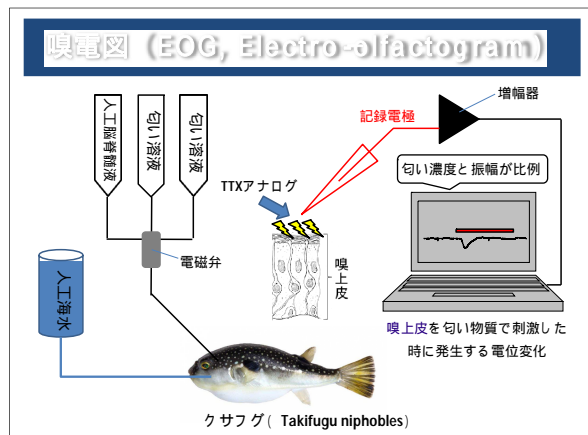 嗅電図（EOG, Electro-olfactogram）
人工脳脊髄液
匂い溶液
匂い溶液
電磁弁
人工海水
TTXアナログ
記録電極
増幅器
嗅上皮
匂い濃度と振幅が比例
嗅上皮を匂い物質で刺激した
時に発生する電位変化
クサフグ( Takifugu niphobles)